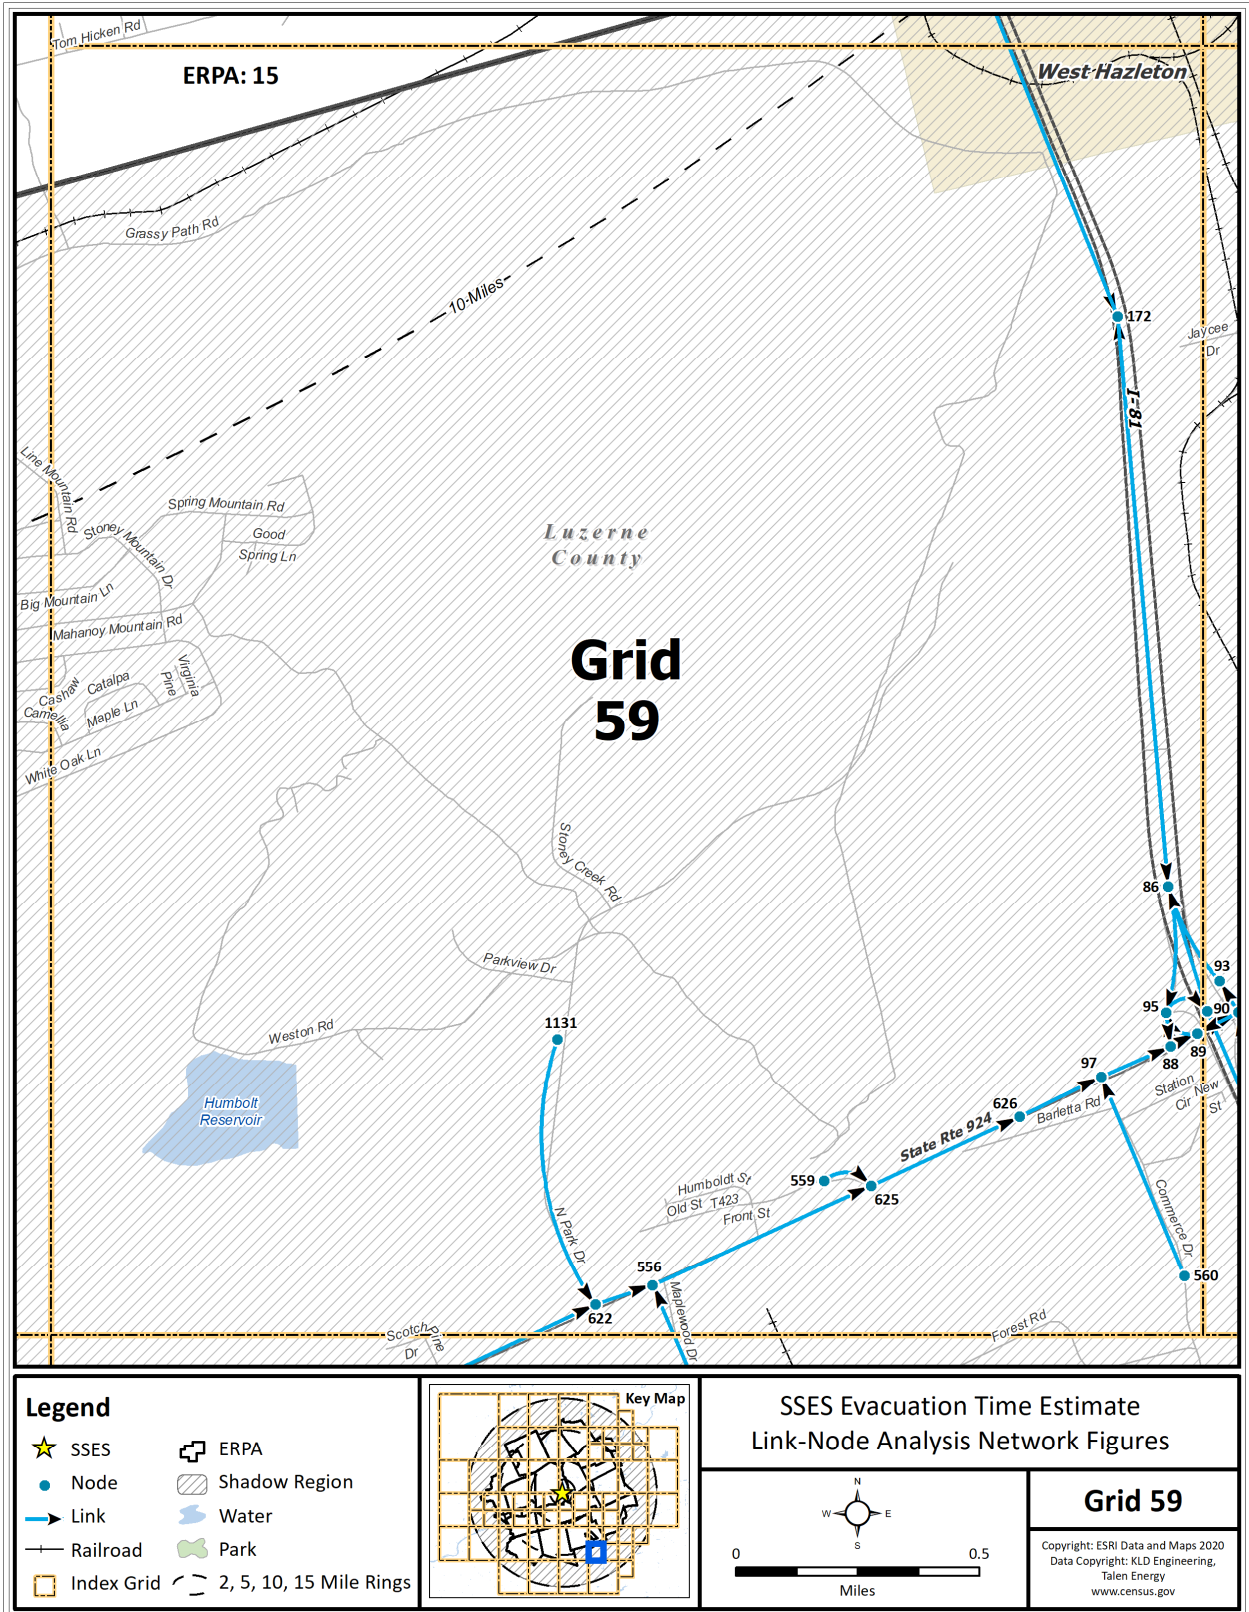 Tom Hicken Rd
ERPA: 15
West Hazleton
Grassy Path Rd
10-Miles
172
Jaycee
Dr
I-81
Line Mountain Rd
Stoney Mountain Dr
Spring Mountain Rd
Good
Spring Ln
Luzerne
County
Big Mountain Ln
Mahanoy Mountain Rd
Grid
59
Cashaw
Catalpa
Pine
Virginia
Camellia
Maple Ln
White Oak Ln
Stoney Creek Rd
86
Parkview Dr
93
95
90
1131
Weston Rd
89
88
97
Station
Cir
New
St
Humbolt
Reservoir
626
Barletta Rd
State Rte 924
559
625
Humboldt St
Old St
T423
Front St
Commerce Dr
N Park Dr
556
560
622
Maplewood Dr
Scotch Pine
Dr
Forest Rd
Legend
SSES
ERPA
Node
Shadow Region
Link
Water
Railroad
Park
Index Grid
2, 5, 10, 15 Mile Rings
Key Map
SSES Evacuation Time Estimate
Link-Node Analysis Network Figures
N
W
E
S
0
0.5
Miles
Grid 59
Copyright: ESRI Data and Maps 2020
Data Copyright: KLD Engineering,
Talen Energy
www.census.gov